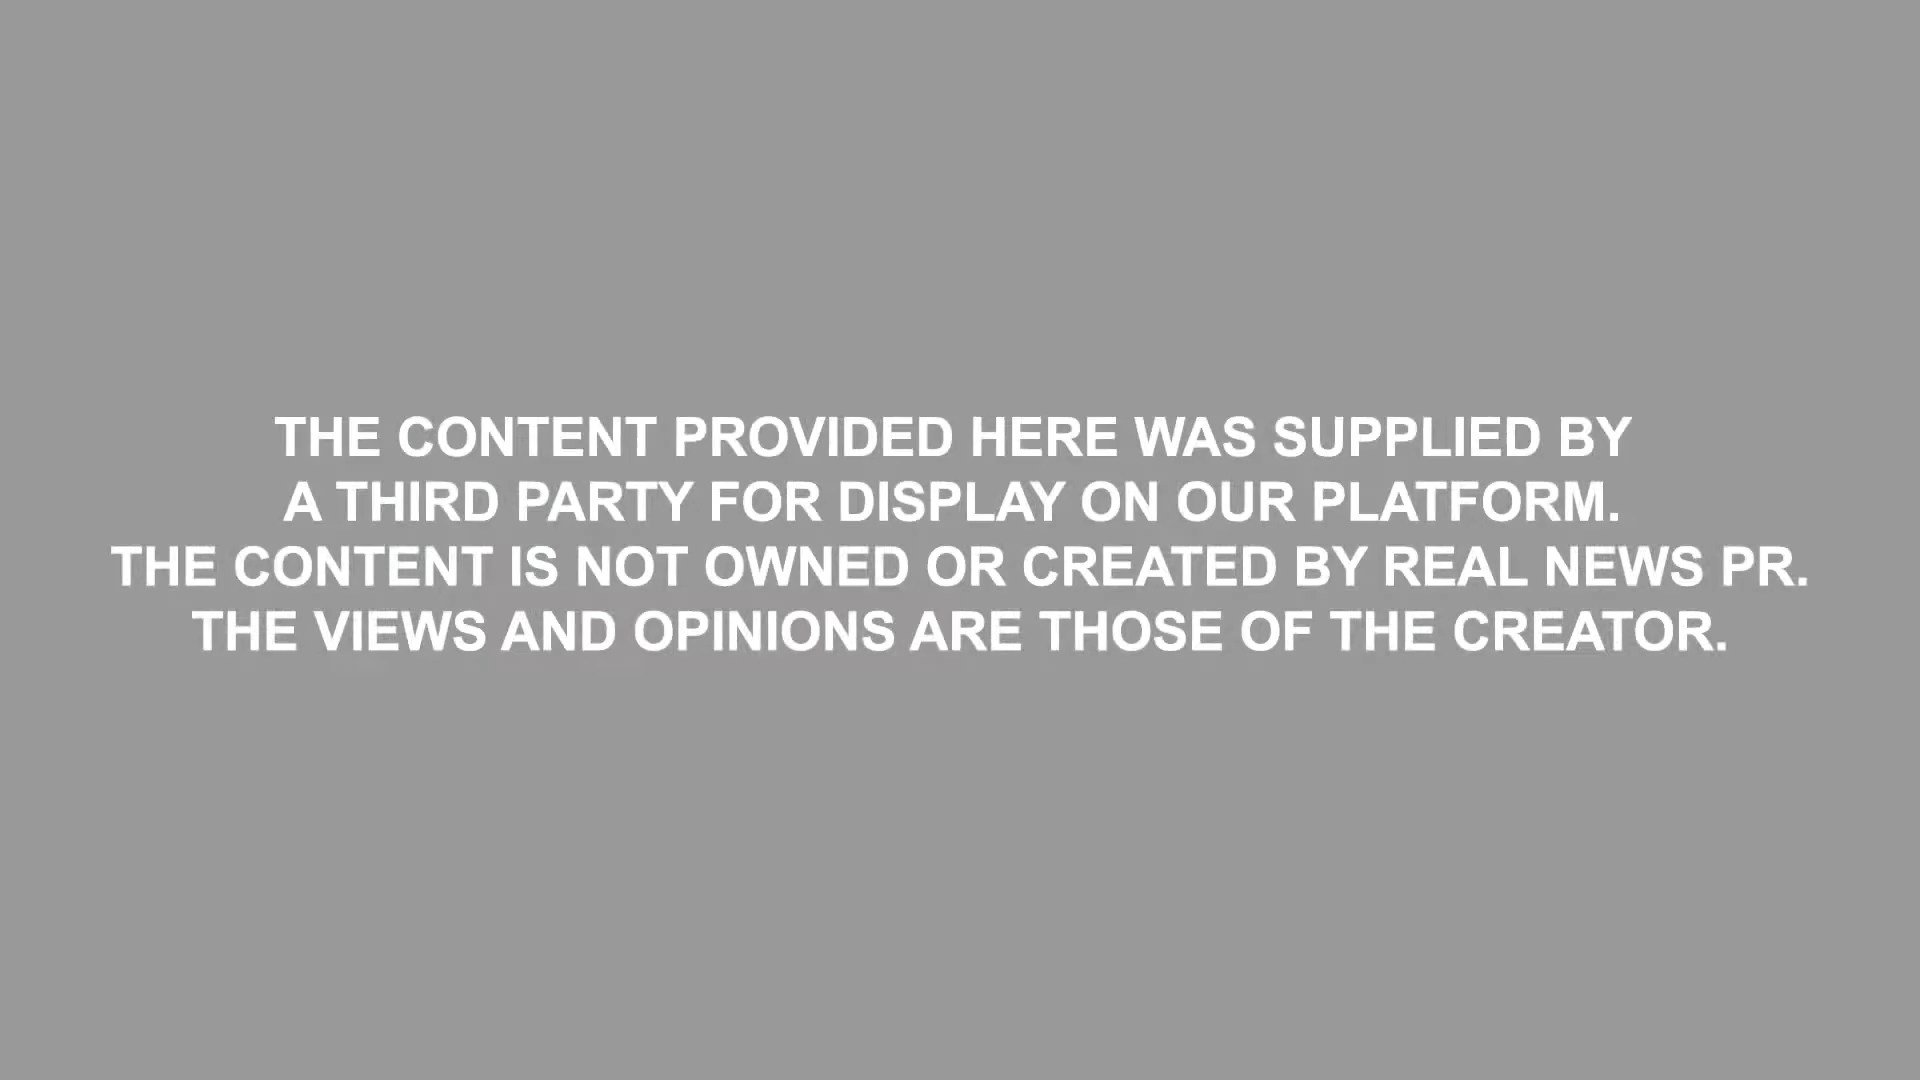 THE CONTENT PROVIDED HERE WAS SUPPLIED BY
A THIRD PARTY FOR DISPLAY ON OUR PLATFORM.
THE CONTENT IS NOT OWNED OR CREATED BY REAL NEWS PR.
THE VIEWS AND OPINIONS ARE THOSE OF THE CREATOR.